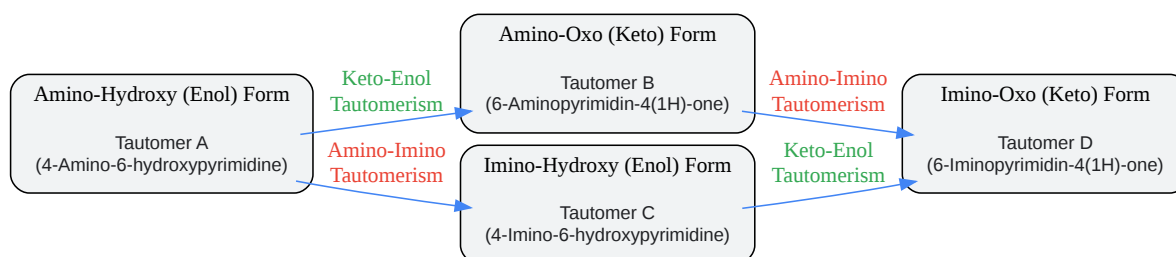 Amino-Hydroxy (Enol) Form
Tautomer A
(4-Amino-6-hydroxypyrimidine)
Keto-Enol
Tautomerism
Amino-Imino
Tautomerism
Amino-Oxo (Keto) Form
Tautomer B
(6-Aminopyrimidin-4(1H)-one)
Imino-Hydroxy (Enol) Form
Tautomer C
(4-Imino-6-hydroxypyrimidine)
Amino-Imino
Tautomerism
Keto-Enol
Tautomerism
Imino-Oxo (Keto) Form
Tautomer D
(6-Iminopyrimidin-4(1H)-one)